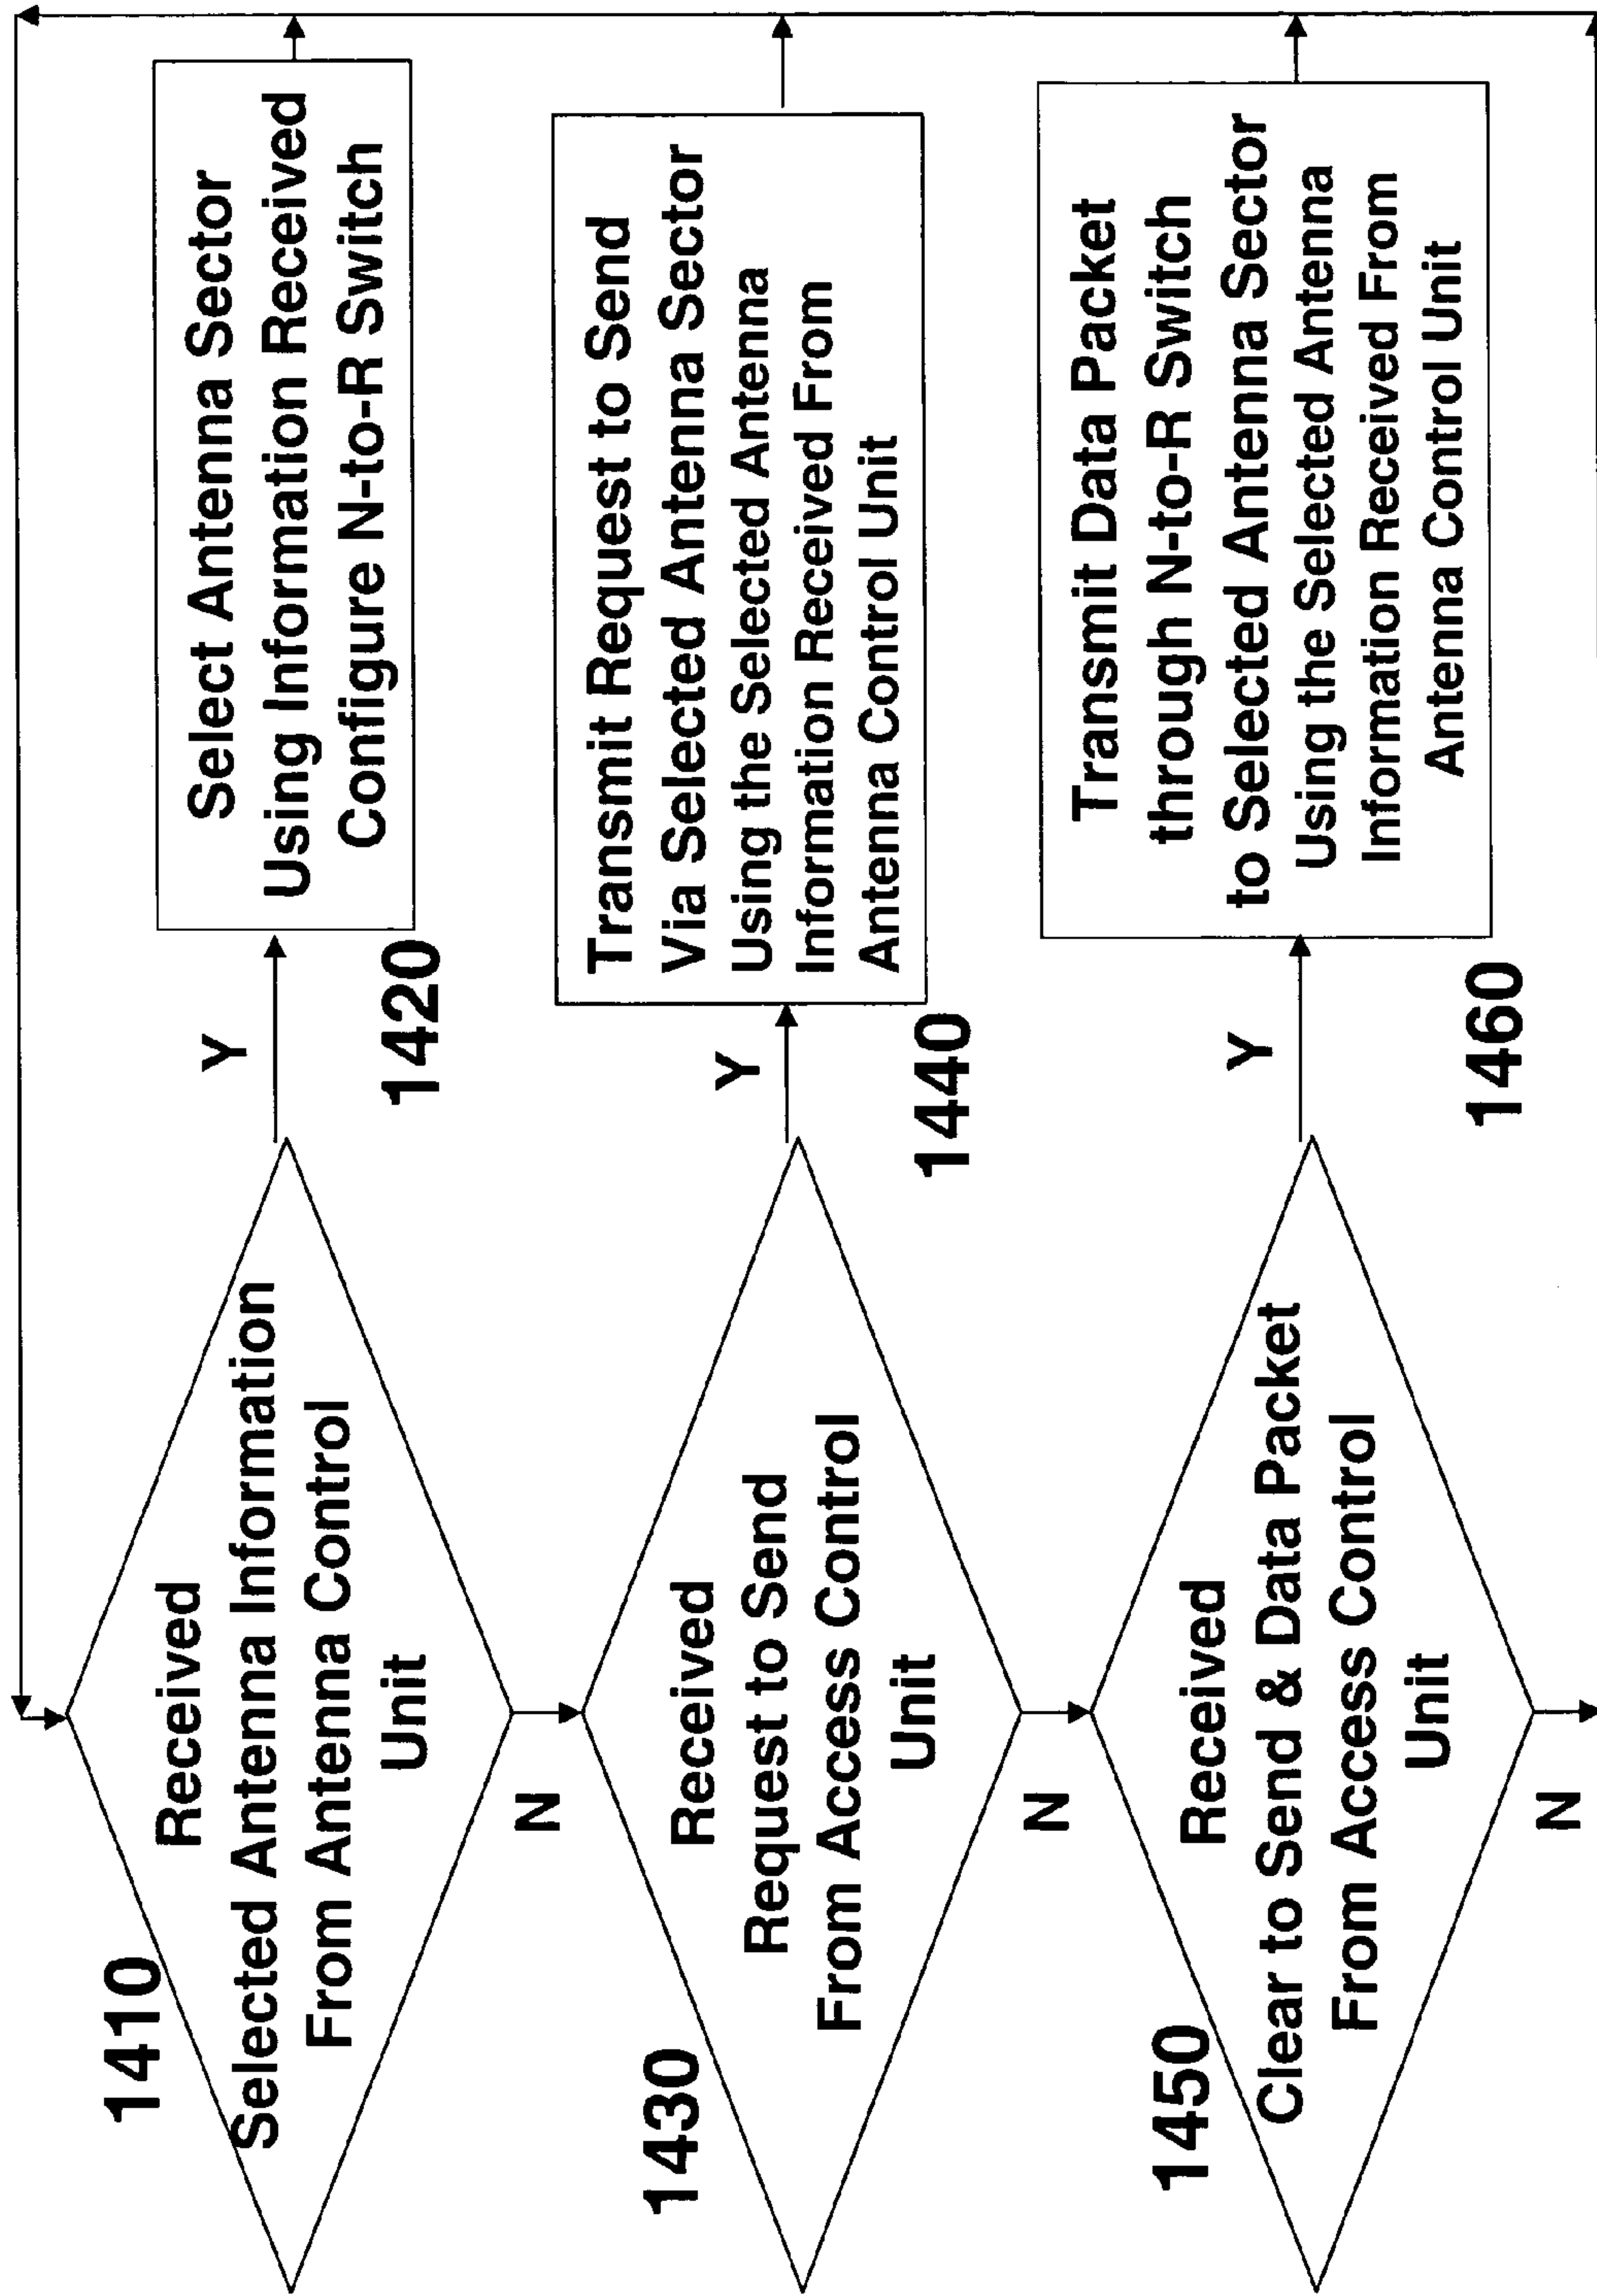 1410
Received
Selected Antenna Information
From Antenna Control
Unit
Y
N
1420
Select Antenna Sector
Using Information Received
Configure N-to-R Switch
1430
Received
Request to Send
From Access Control
Unit
Y
N
1440
Transmit Request to Send
Via Selected Antenna Sector
Using the Selected Antenna
Information Received From
Antenna Control Unit
1450
Received
Clear to Send & Data Packet
From Access Control
Unit
Y
N
1460
Transmit Data Packet
through N-to-R Switch
to Selected Antenna Sector
Using the Selected Antenna
Information Received From
Antenna Control Unit